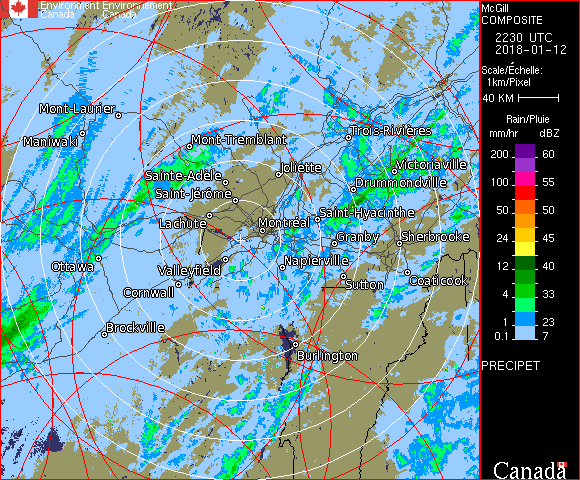 Environment Environnement
Canada Canada
McGill
COMPOSITE
2230 UTC
2018-01-12
Scale/Échelle:
1km/Pixel
40 KM
Rain/Pluie
mm/hr dBZ
200 60
100 55
50 50
24 45
12 40
4 33
2 30
1 23
0.1 7
PRECIPET
Canada
Mont-Laurier
Maniwaki
Mont-Tremblant
Trois-Rivières
Sainte-Adèle
Joliette
Victoriaville
Saint-Jérôme
Drummondville
Lachute
Montréal
Saint-Hyacinthe
Granby
Sherbrooke
Ottawa
Valleyfield
Napierville
Cornwall
Sutton
Coaticook
Brockville
Burlington